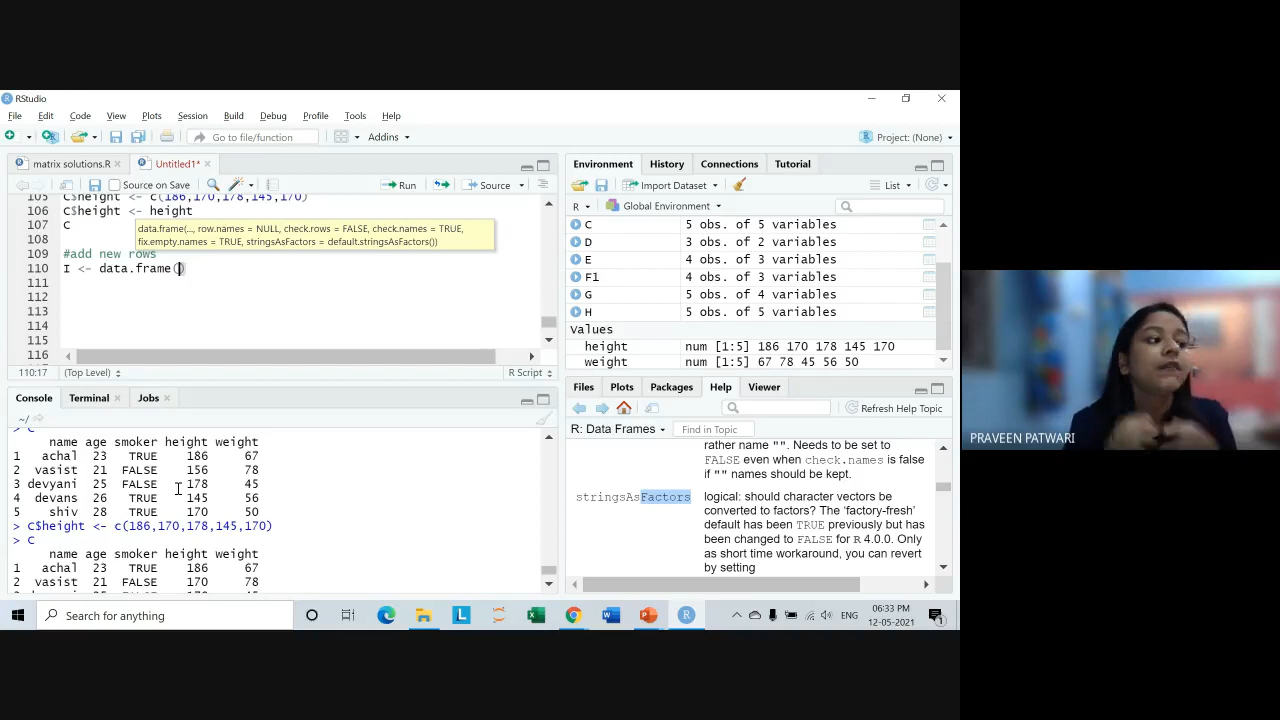 RStudio
File Edit Code View Plots Session Build Debug Profile Tools Help
Go to file/function Addins Project: (None)
matrix solutions.R Untitled1*
Source on Save Run Source
105 C$height <- c(186,170,178,145,170)
106 C$height <- height
107 C
data.frame(..., row.names = NULL, check.rows = FALSE, check.names = TRUE,
fix.empty.names = TRUE, stringsAsFactors = default.stringsAsFactors())
108
109 #add new rows
110 I <- data.frame()
111
112
113
114
115
116
110:17 (Top Level) R Script
Console Terminal Jobs
~/
> C
name age smoker height weight
1 achal 23 TRUE 186 67
2 vasist 21 FALSE 156 78
3 devyani 25 FALSE 178 45
4 devans 26 TRUE 145 56
5 shiv 28 TRUE 170 50
> C$height <- c(186,170,178,145,170)
> C
name age smoker height weight
1 achal 23 TRUE 186 67
2 vasist 21 FALSE 170 78
Environment History Connections Tutorial
Import Dataset List
R Global Environment
C 5 obs. of 5 variables
D 3 obs. of 2 variables
E 4 obs. of 3 variables
F1 4 obs. of 3 variables
G 5 obs. of 4 variables
H 5 obs. of 5 variables
Values
height num [1:5] 186 170 178 145 170
weight num [1:5] 67 78 45 56 50
Files Plots Packages Help Viewer
Refresh Help Topic
R: Data Frames Find in Topic
rather name "". Needs to be set to
FALSE even when check.names is false
if "" names should be kept.
stringsAsFactors logical: should character vectors be
converted to factors? The ‘factory-fresh’
default has been TRUE previously but has
been changed to FALSE for R 4.0.0. Only
as short time workaround, you can revert
by setting
PRAVEEN PATWARI
Search for anything
ENG
06:33 PM
12-05-2021